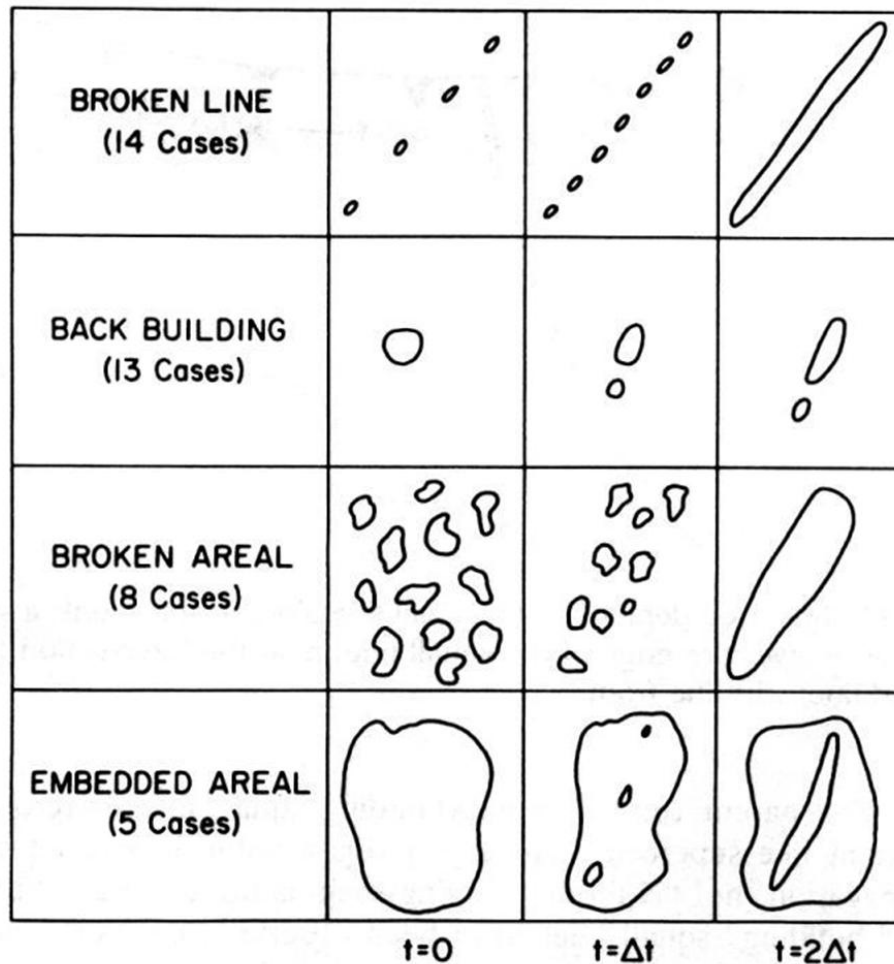 BROKEN LINE
(14 Cases)
BACK BUILDING
(13 Cases)
BROKEN AREAL
(8 Cases)
EMBEDDED AREAL
(5 Cases)
t=0 t=Δt t=2Δt